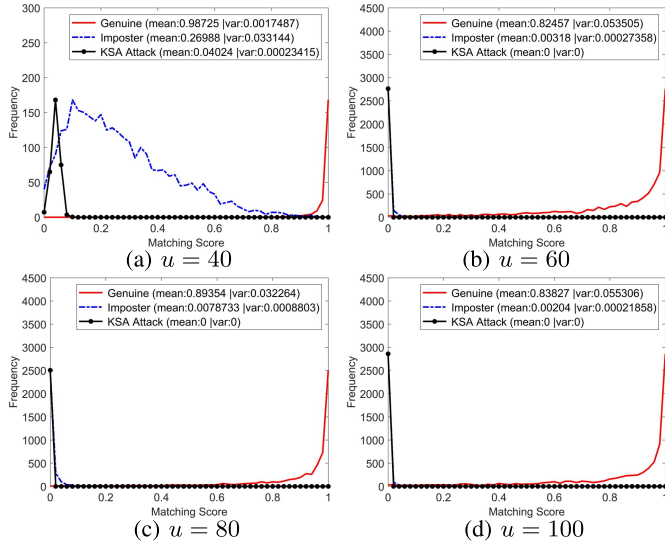 Genuine (mean:0.98725 |var:0.0017487)
Imposter (mean:0.26988 |var:0.033144)
KSA Attack (mean:0.04024 |var:0.00023415)
300
250
200
150
100
50
0
Frequency
0 0.2 0.4 0.6 0.8 1
Matching Score
(a) u = 40
Genuine (mean:0.82457 |var:0.053505)
Imposter (mean:0.00318 |var:0.00027358)
KSA Attack (mean:0 |var:0)
4500
4000
3500
3000
2500
2000
1500
1000
500
0
Frequency
0 0.2 0.4 0.6 0.8 1
Matching Score
(b) u = 60
Genuine (mean:0.89354 |var:0.032264)
Imposter (mean:0.0078733 |var:0.0008803)
KSA Attack (mean:0 |var:0)
4500
4000
3500
3000
2500
2000
1500
1000
500
0
Frequency
0 0.2 0.4 0.6 0.8 1
Matching Score
(c) u = 80
Genuine (mean:0.83827 |var:0.055306)
Imposter (mean:0.00204 |var:0.00021858)
KSA Attack (mean:0 |var:0)
4500
4000
3500
3000
2500
2000
1500
1000
500
0
Frequency
0 0.2 0.4 0.6 0.8 1
Matching Score
(d) u = 100